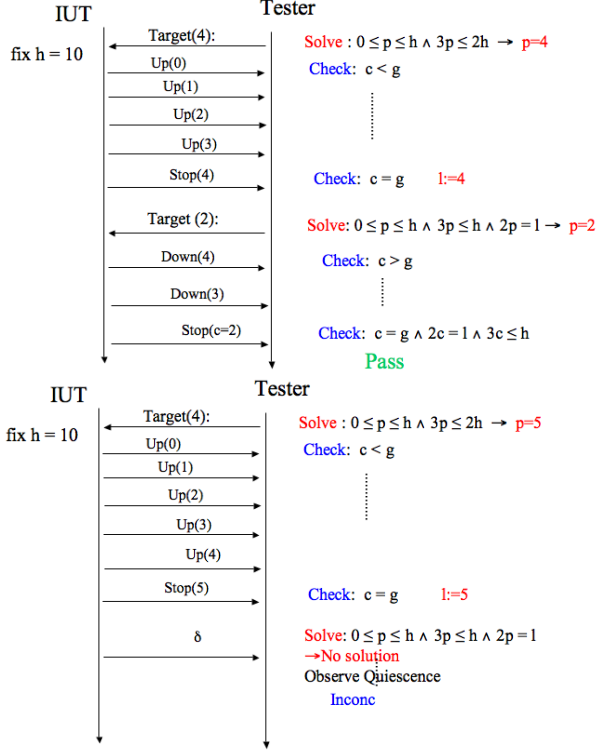 IUT Tester
Target(4): Solve : 0 ≤ p ≤ h ∧ 3p ≤ 2h → p=4
fix h = 10
Up(0) Check: c < g
Up(1)
Up(2)
Up(3)
Stop(4) Check: c = g l:=4
Target (2): Solve: 0 ≤ p ≤ h ∧ 3p ≤ h ∧ 2p = l → p=2
Down(4) Check: c > g
Down(3)
Stop(c=2) Check: c = g ∧ 2c = l ∧ 3c ≤ h
Pass
IUT Tester
Target(4): Solve : 0 ≤ p ≤ h ∧ 3p ≤ 2h → p=5
fix h = 10
Up(0) Check: c < g
Up(1)
Up(2)
Up(3)
Up(4)
Stop(5) Check: c = g l:=5
δ Solve: 0 ≤ p ≤ h ∧ 3p ≤ h ∧ 2p = l
→No solution
Observe Quiescence
Inconc